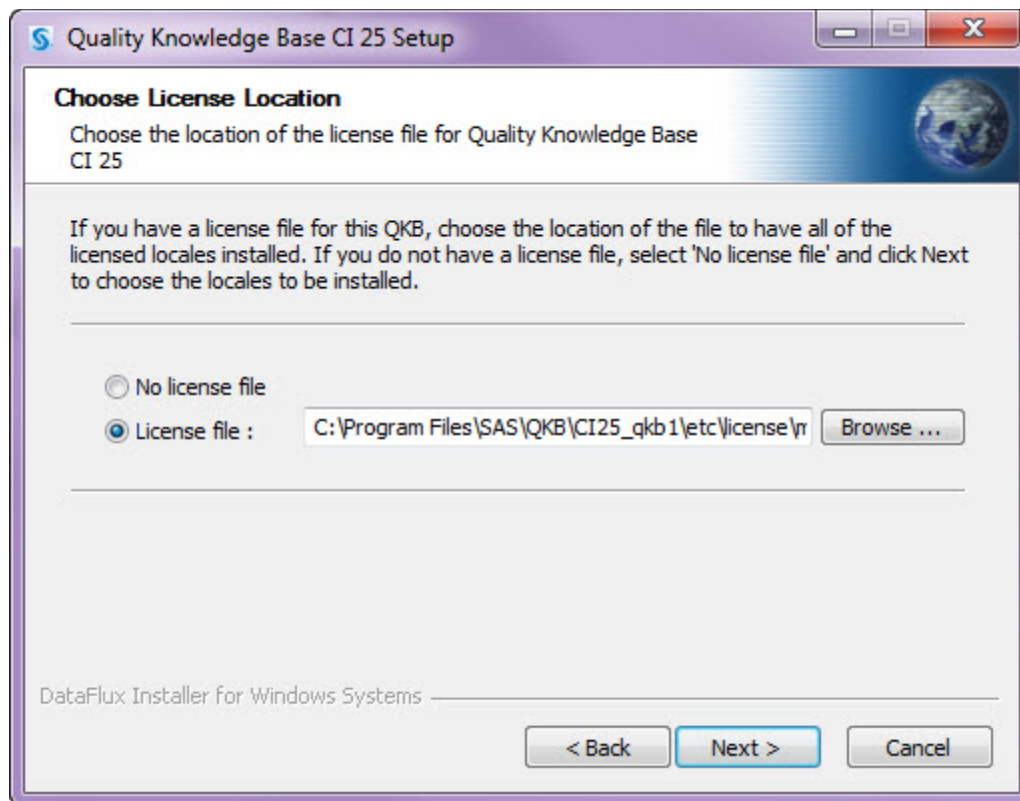 Quality Knowledge Base CI 25 Setup
Choose License Location
Choose the location of the license file for Quality Knowledge Base
CI 25
If you have a license file for this QKB, choose the location of the file to have all of the
licensed locales installed. If you do not have a license file, select 'No license file' and click Next
to choose the locales to be installed.
No license file
License file : C:\Program Files\SAS\QKB\CI25_qkb1\etc\license\ Browse ...
DataFlux Installer for Windows Systems
< Back Next > Cancel